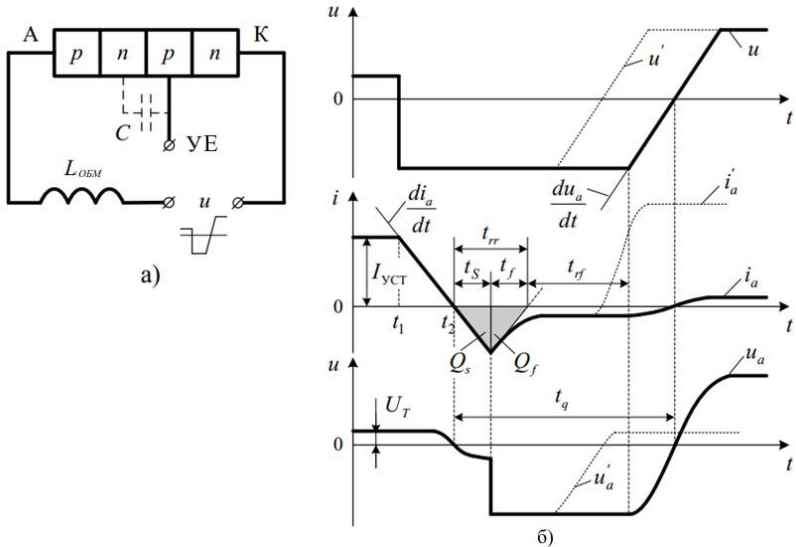 А p n p n К
C
УЕ
L_ОБМ u
а)
u
u'
u
0
t
du_a/dt
i
di_a/dt
t_rr
t_s t_f t_rf
i'_a
I_УСТ
i_a
0
t_1 t_2
t
Q_s Q_f
u
u_a
U_T
t_q
0
t
u'_a
б)